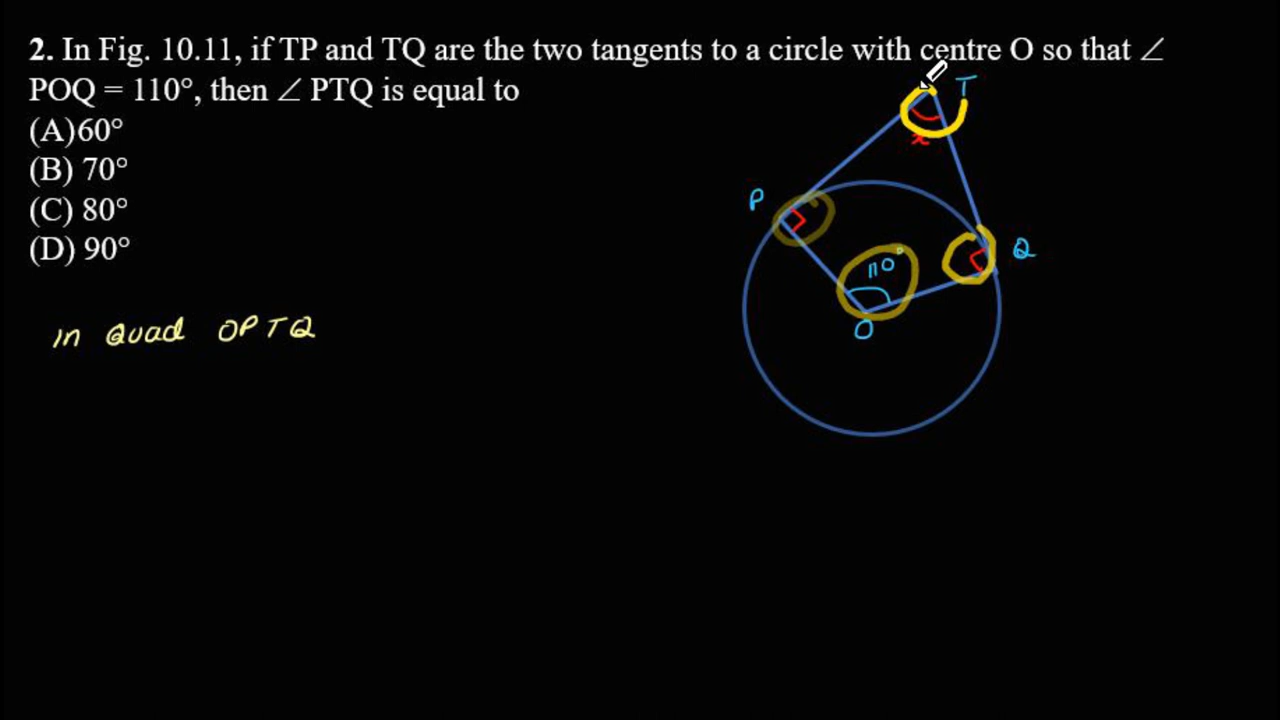 2. In Fig. 10.11, if TP and TQ are the two tangents to a circle with centre O so that ∠
POQ = 110°, then ∠ PTQ is equal to
(A)60°
(B) 70°
(C) 80°
(D) 90°
T
x
P
Q
110°
O
in Quad OPTQ